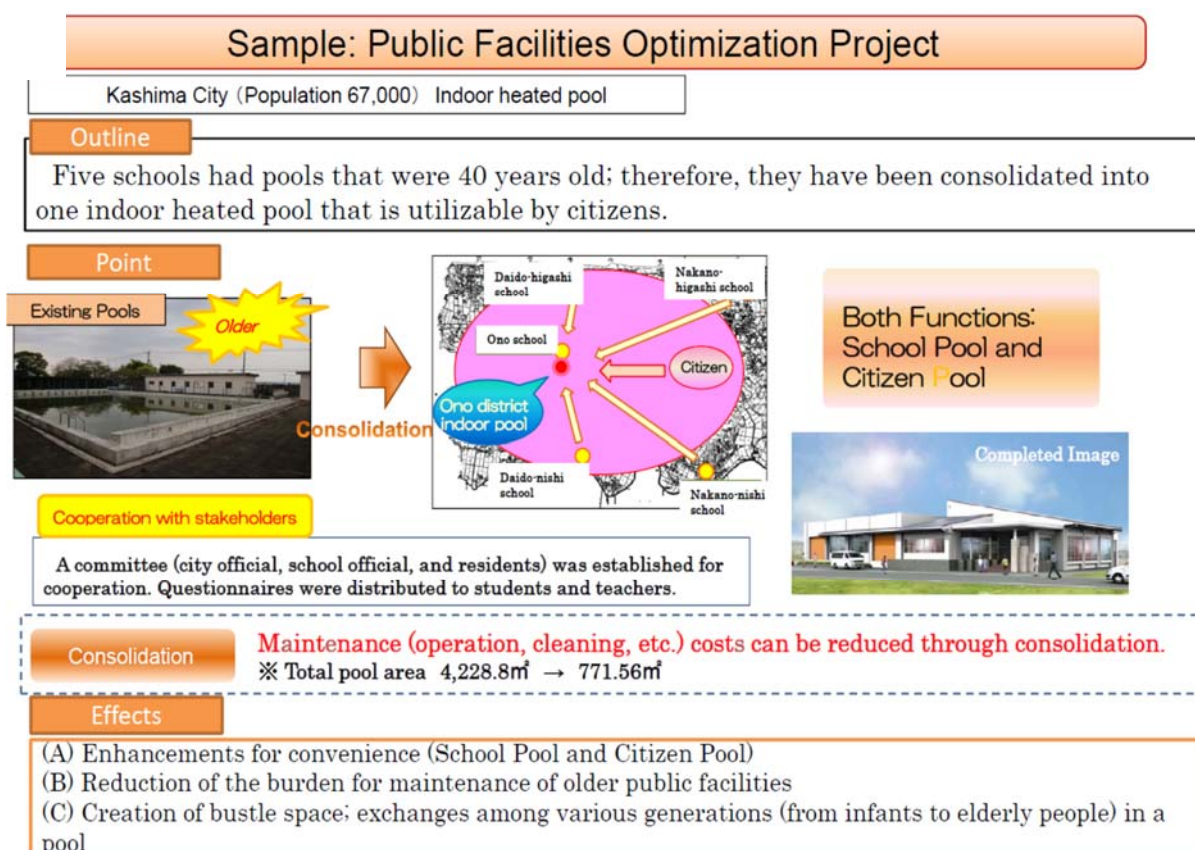 Sample: Public Facilities Optimization Project
Kashima City (Population 67,000) Indoor heated pool
Outline
Five schools had pools that were 40 years old; therefore, they have been consolidated into
one indoor heated pool that is utilizable by citizens.
Point
Existing Pools
Older
Consolidation
Daido-higashi
school
Nakano-
higashi school
Ono school
Citizen
Ono district
indoor pool
Daido-nishi
school
Nakano-nishi
school
Both Functions:
School Pool and
Citizen Pool
Completed Image
Cooperation with stakeholders
A committee (city official, school official, and residents) was established for
cooperation. Questionnaires were distributed to students and teachers.
Consolidation
Maintenance (operation, cleaning, etc.) costs can be reduced through consolidation.
※ Total pool area 4,228.8㎡ → 771.56㎡
Effects
(A) Enhancements for convenience (School Pool and Citizen Pool)
(B) Reduction of the burden for maintenance of older public facilities
(C) Creation of bustle space; exchanges among various generations (from infants to elderly people) in a
pool